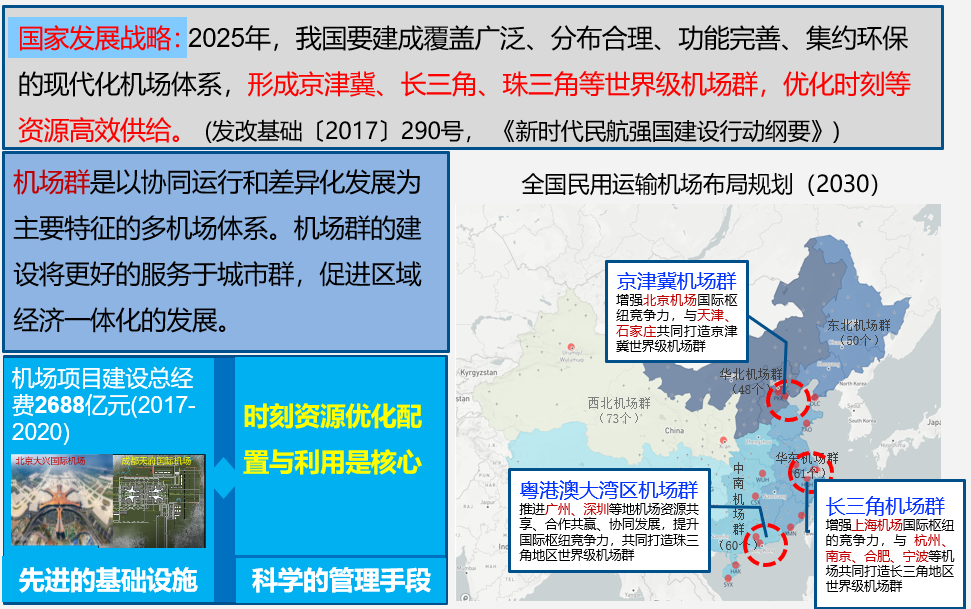 国家发展战略：2025年，我国要建成覆盖广泛、分布合理、功能完善、集约环保
的现代化机场体系，形成京津冀、长三角、珠三角等世界级机场群，优化时刻等
资源高效供给。（发改基础〔2017〕290号，《新时代民航强国建设行动纲要》）
机场群是以协同运行和差异化发展为
主要特征的多机场体系。机场群的建
设将更好的服务于城市群，促进区域
经济一体化的发展。
机场项目建设总经
费2688亿元(2017-
2020)
北京大兴国际机场
成都天府国际机场
先进的基础设施
时刻资源优化配
置与利用是核心
科学的管理手段
全国民用运输机场布局规划（2030）
京津冀机场群
增强北京机场国际枢
纽竞争力，与天津、
石家庄共同打造京津
冀世界级机场群
东北机场群
（50个）
华北机场群
（48个）
西北机场群
（73个）
华东机场群
（61个）
中南机场群
（60个）
Kyrgyzstan
Urumqi
China
North Korea
South Korea
粤港澳大湾区机场群
推进广州、深圳等地机场资源共
享、合作共赢、协同发展，提升
国际枢纽竞争力，共同打造珠三
角地区世界级机场群
长三角机场群
增强上海机场国际枢纽
的竞争力，与 杭州、
南京、合肥、宁波等机
场共同打造长三角地区
世界级机场群